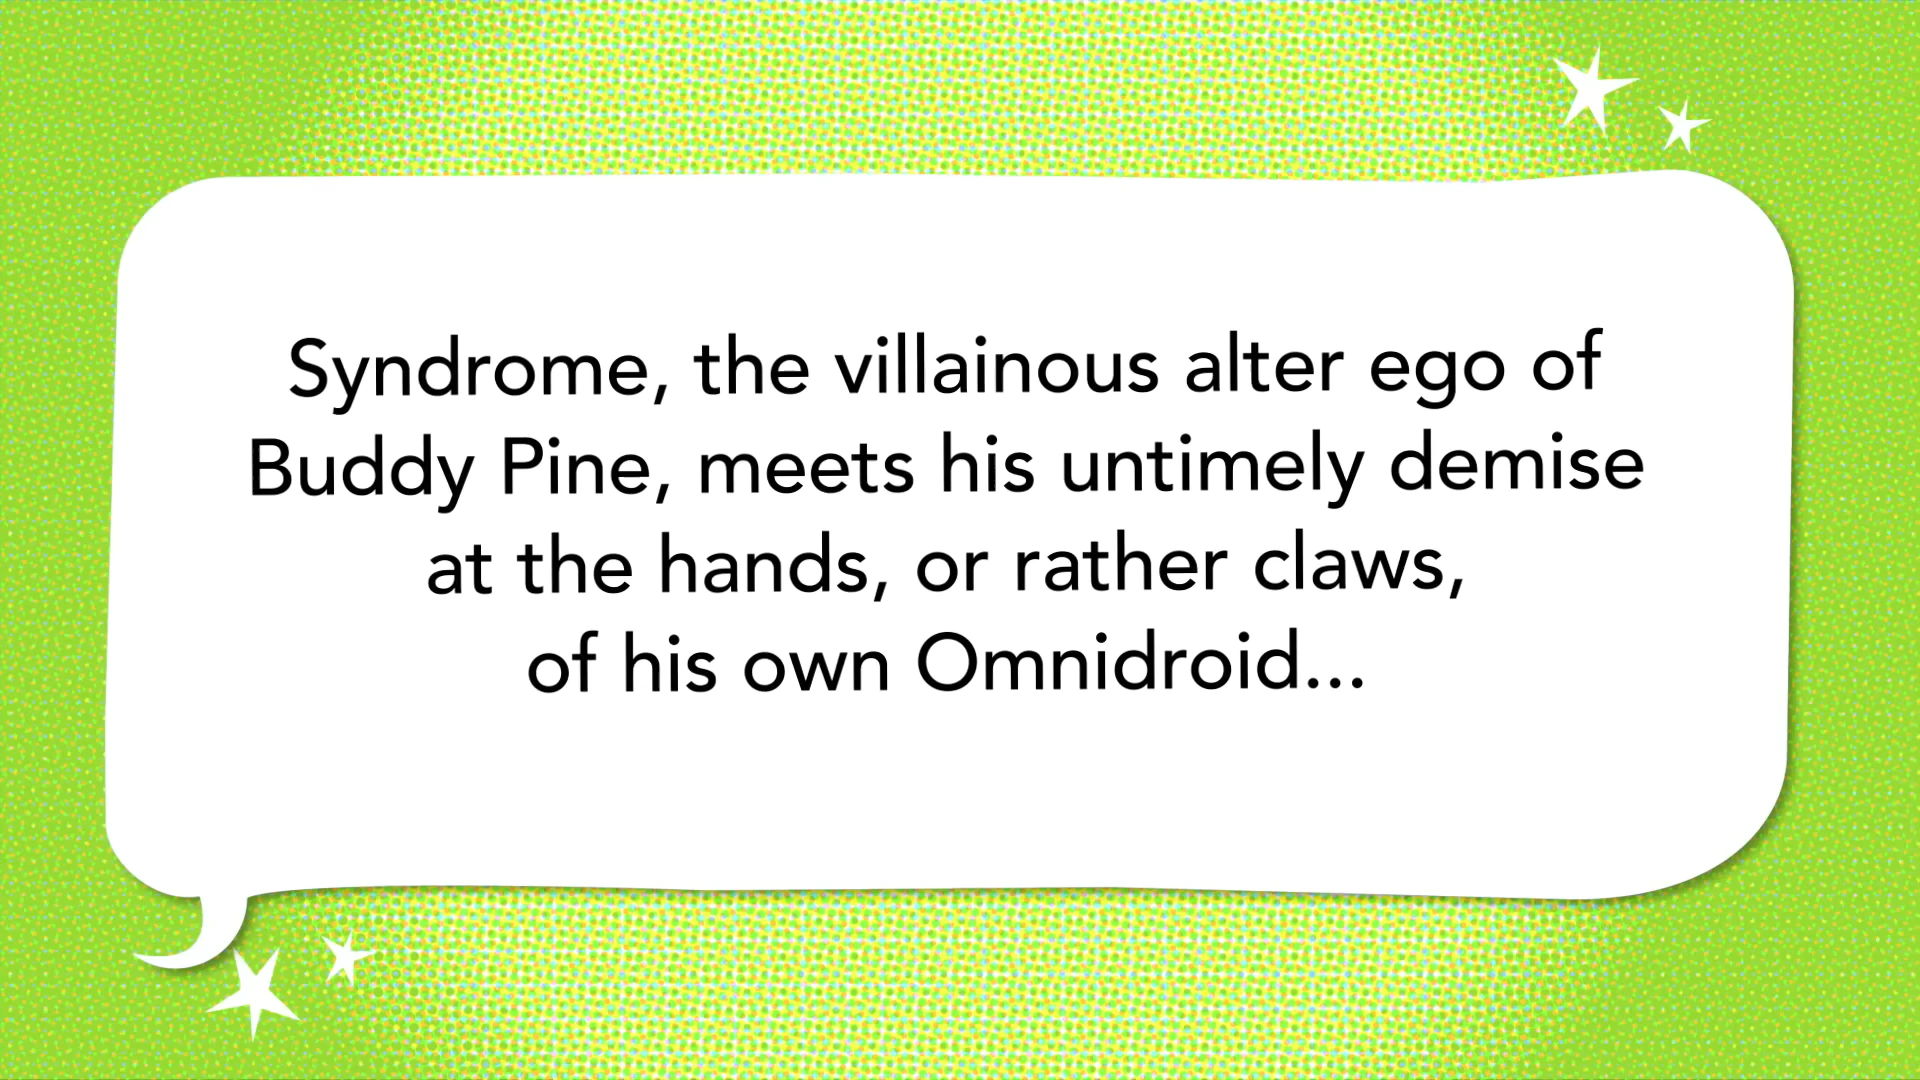 Syndrome, the villainous alter ego of
Buddy Pine, meets his untimely demise
at the hands, or rather claws,
of his own Omnidroid...